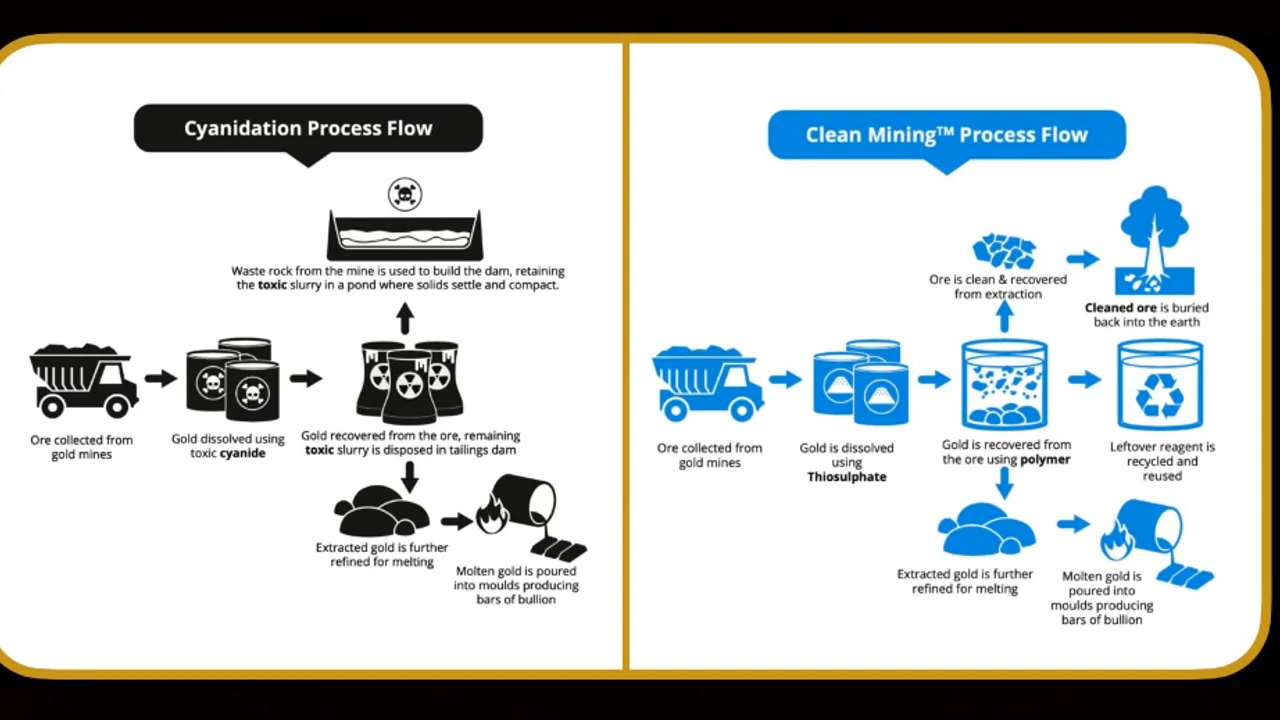 Cyanidation Process Flow
Waste rock from the mine is used to build the dam, retaining
the toxic slurry in a pond where solids settle and compact.
Ore collected from
gold mines
Gold dissolved using
toxic cyanide
Gold recovered from the ore, remaining
toxic slurry is disposed in tailings dam
Extracted gold is further
refined for melting
Molten gold is poured
into moulds producing
bars of bullion
Clean Mining™ Process Flow
Ore is clean & recovered
from extraction
Cleaned ore is buried
back into the earth
Ore collected from
gold mines
Gold is dissolved
using
Thiosulphate
Gold is recovered from
the ore using polymer
Leftover reagent is
recycled and
reused
Extracted gold is further
refined for melting
Molten gold is
poured into
moulds producing
bars of bullion